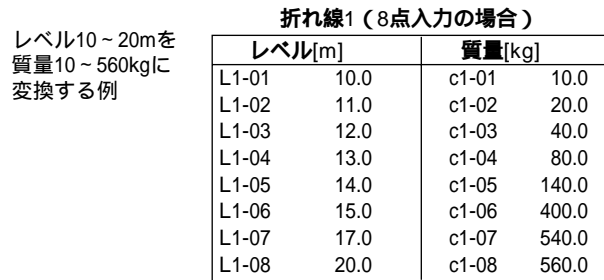 折れ線1（8点入力の場合）
レベル10～20mを
質量10～560kgに
変換する例
レベル[m] 質量[kg]
L1-01 10.0 c1-01 10.0
L1-02 11.0 c1-02 20.0
L1-03 12.0 c1-03 40.0
L1-04 13.0 c1-04 80.0
L1-05 14.0 c1-05 140.0
L1-06 15.0 c1-06 400.0
L1-07 17.0 c1-07 540.0
L1-08 20.0 c1-08 560.0